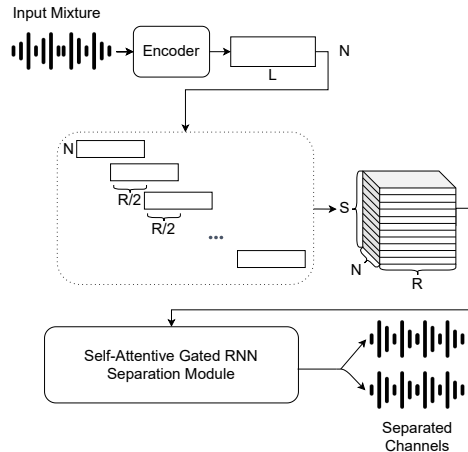 Input Mixture
Encoder
N
L
N
R/2
R/2
...
S
N
R
Self-Attentive Gated RNN
Separation Module
Separated
Channels